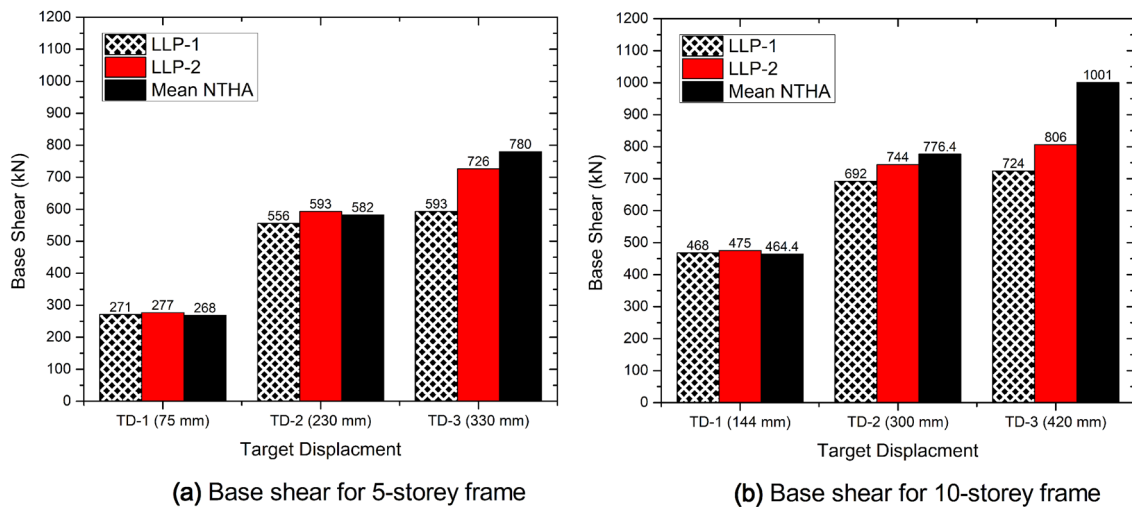 1200
1100
1000
900
800
700
600
500
400
300
200
100
0
Base Shear (kN)
LLP-1
LLP-2
Mean NTHA
271
277
268
556
593
582
593
726
780
TD-1 (75 mm)
TD-2 (230 mm)
TD-3 (330 mm)
Target Displacment
(a) Base shear for 5-storey frame
1200
1100
1000
900
800
700
600
500
400
300
200
100
0
Base Shear (kN)
LLP-1
LLP-2
Mean NTHA
468
475
464.4
692
744
776.4
724
806
1001
TD-1 (144 mm)
TD-2 (300 mm)
TD-3 (420 mm)
Target Displacment
(b) Base shear for 10-storey frame